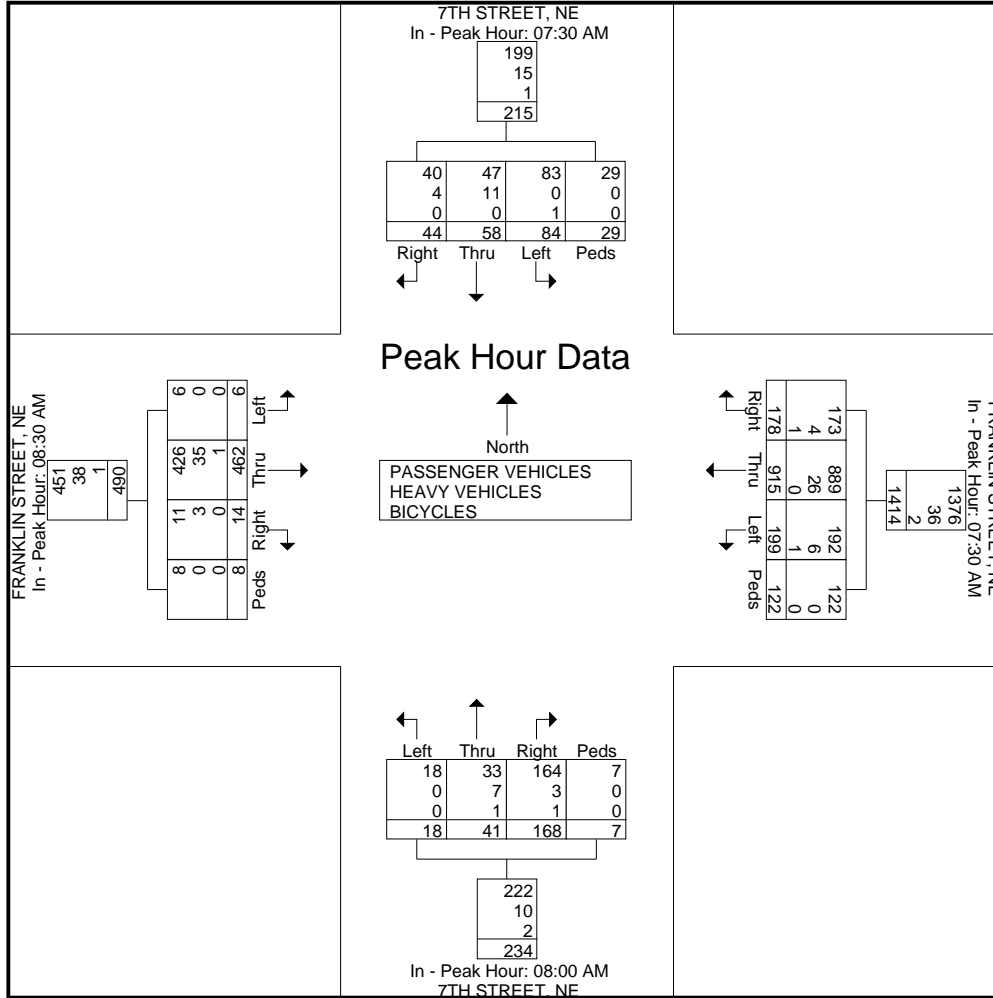 7TH STREET, NE
In - Peak Hour: 07:30 AM
199
15
1
215
40 47 83 29
4 11 0 0
0 0 1 0
44 58 84 29
Right Thru Left Peds
Peak Hour Data
North
PASSENGER VEHICLES
HEAVY VEHICLES
BICYCLES
FRANKLIN STREET, NE
In - Peak Hour: 08:30 AM
451
38
1
490
6 0 0 6 Left
426 35 1 462 Thru
11 3 0 14 Right
8 0 0 8 Peds
FRANKLIN STREET, NE
In - Peak Hour: 07:30 AM
1376
36
2
1414
173 4 1 178 Right
889 26 0 915 Thru
192 6 1 199 Left
122 0 0 122 Peds
Left Thru Right Peds
18 33 164 7
0 7 3 0
0 1 1 0
18 41 168 7
222
10
2
234
In - Peak Hour: 08:00 AM
7TH STREET, NE